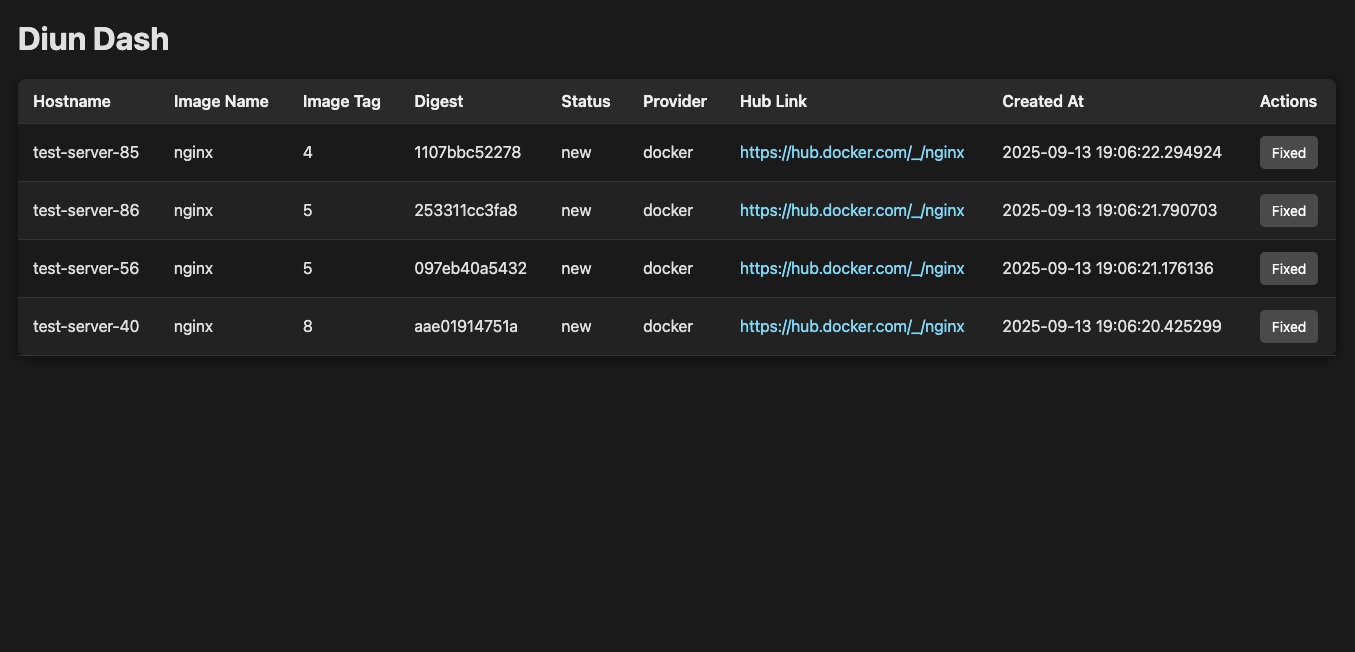 Diun Dash
Hostname Image Name Image Tag Digest Status Provider Hub Link Created At Actions
test-server-85 nginx 4 1107bbc52278 new docker https://hub.docker.com/_/nginx 2025-09-13 19:06:22.294924 Fixed
test-server-86 nginx 5 253311cc3fa8 new docker https://hub.docker.com/_/nginx 2025-09-13 19:06:21.790703 Fixed
test-server-56 nginx 5 097eb40a5432 new docker https://hub.docker.com/_/nginx 2025-09-13 19:06:21.176136 Fixed
test-server-40 nginx 8 aae01914751a new docker https://hub.docker.com/_/nginx 2025-09-13 19:06:20.425299 Fixed